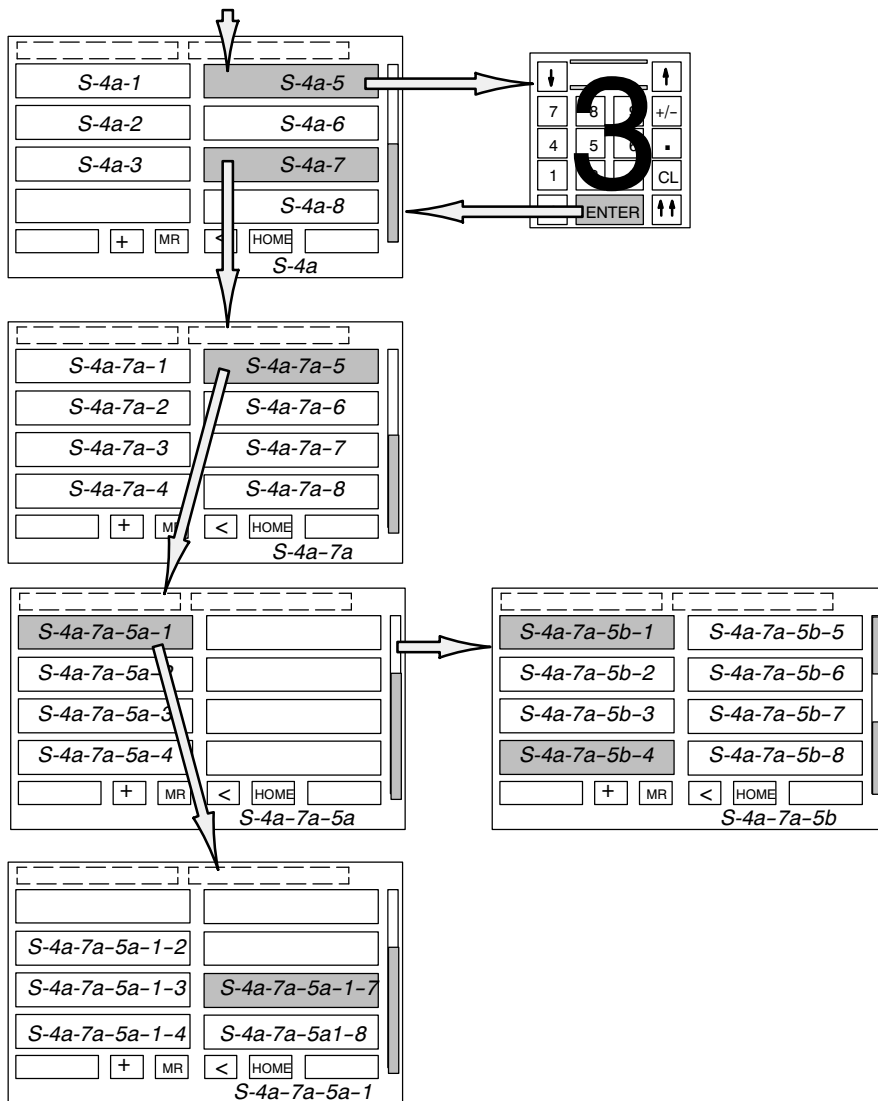 S-4a-1 S-4a-5
S-4a-2 S-4a-6
S-4a-3 S-4a-7
S-4a-8
+ MR < HOME
S-4a
7 8 +/-
4 5 6 .
1 CL
ENTER
3
S-4a-7a-1 S-4a-7a-5
S-4a-7a-2 S-4a-7a-6
S-4a-7a-3 S-4a-7a-7
S-4a-7a-4 S-4a-7a-8
+ MR < HOME
S-4a-7a
S-4a-7a-5a-1
S-4a-7a-5a-2
S-4a-7a-5a-3
S-4a-7a-5a-4
+ MR < HOME
S-4a-7a-5a
S-4a-7a-5b-1 S-4a-7a-5b-5
S-4a-7a-5b-2 S-4a-7a-5b-6
S-4a-7a-5b-3 S-4a-7a-5b-7
S-4a-7a-5b-4 S-4a-7a-5b-8
+ MR < HOME
S-4a-7a-5b
S-4a-7a-5a-1-2
S-4a-7a-5a-1-3 S-4a-7a-5a-1-7
S-4a-7a-5a-1-4 S-4a-7a-5a1-8
+ MR < HOME
S-4a-7a-5a-1